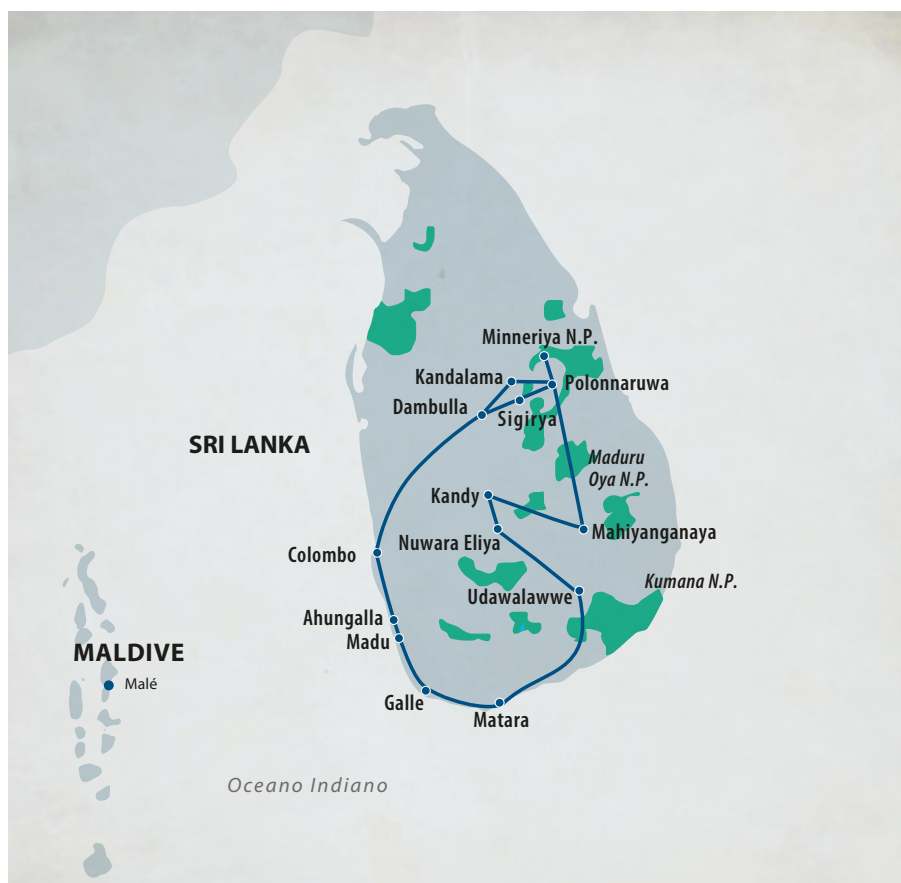 Minneriya N.P.
Kandalama
Polonnaruwa
Dambulla
Sigirya
SRI LANKA
Maduru
Oya N.P.
Kandy
Mahiyanganaya
Nuwara Eliya
Colombo
Kumana N.P.
Udawalawwe
Ahungalla
Madu
MALDIVE
Malé
Galle
Matara
Oceano Indiano